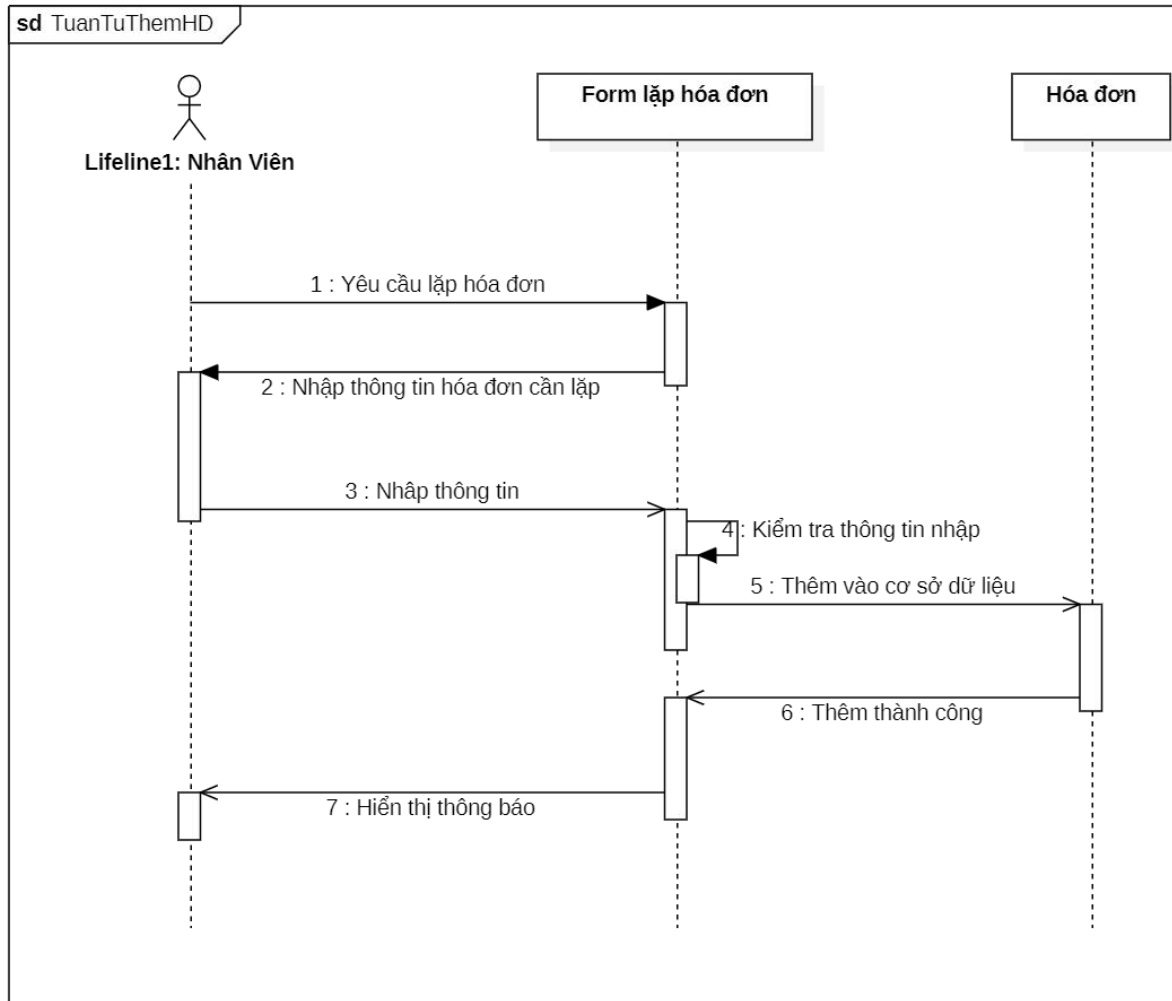 sd TuanTuThemHD
Form lặp hóa đơn
Hóa đơn
Lifeline1: Nhân Viên
1 : Yêu cầu lặp hóa đơn
2 : Nhập thông tin hóa đơn cần lặp
3 : Nhâp thông tin
4 : Kiểm tra thông tin nhập
5 : Thêm vào cơ sở dữ liệu
6 : Thêm thành công
7 : Hiển thị thông báo